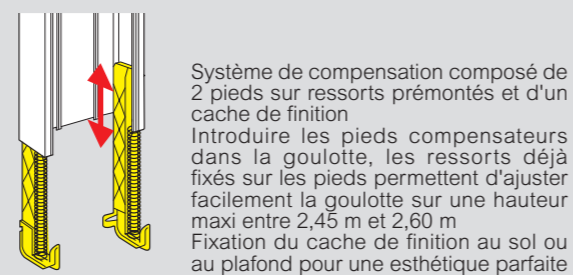 Système de compensation composé de
2 pieds sur ressorts prémontés et d'un
cache de finition
Introduire les pieds compensateurs
dans la goulotte, les ressorts déjà
fixés sur les pieds permettent d'ajuster
facilement la goulotte sur une hauteur
maxi entre 2,45 m et 2,60 m
Fixation du cache de finition au sol ou
au plafond pour une esthétique parfaite